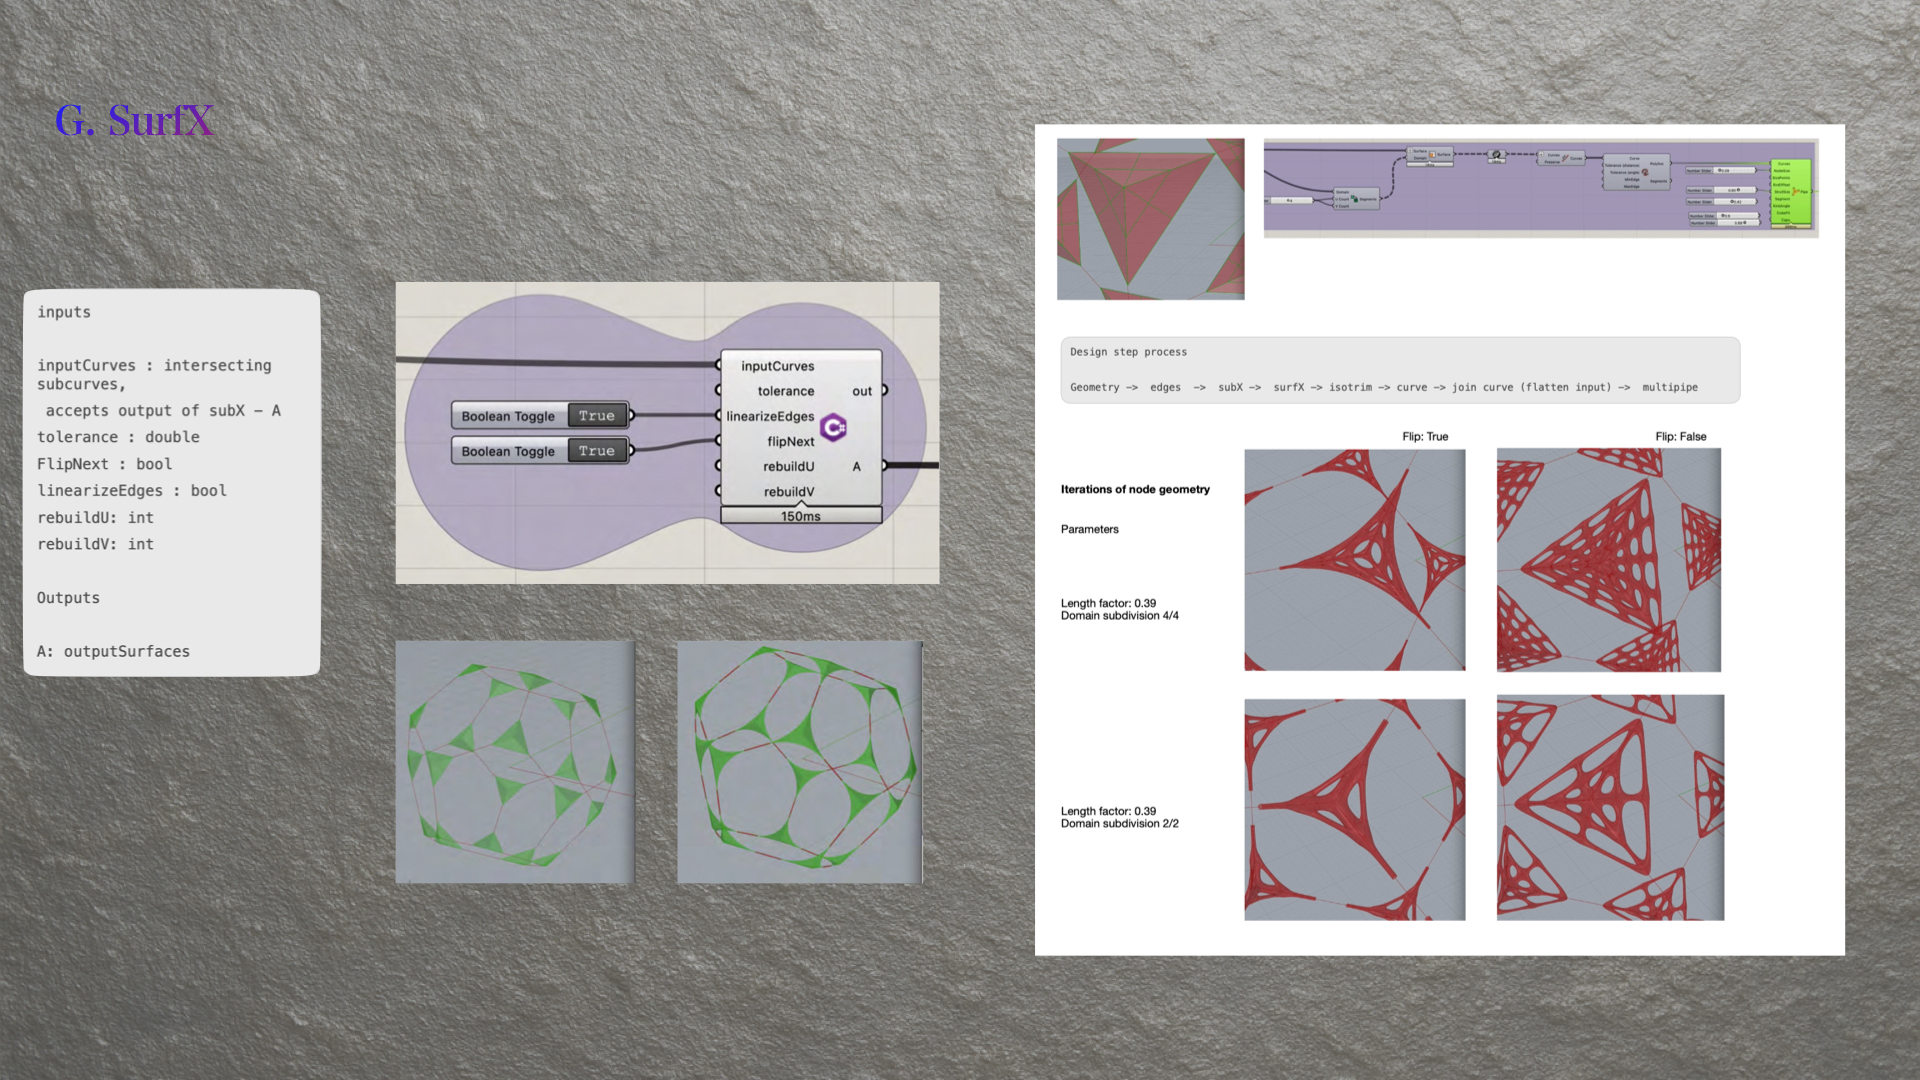 G. SurfX
inputs
inputCurves : intersecting
subcurves,
accepts output of subX - A
tolerance : double
FlipNext : bool
linearizeEdges : bool
rebuildU: int
rebuildV: int
Outputs
A: outputSurfaces
Boolean Toggle True
Boolean Toggle True
inputCurves
tolerance
linearizeEdges
flipNext
rebuildU
rebuildV
out
A
150ms
Design step process
Geometry -> edges -> subX -> surfX -> isotrim -> curve -> join curve (flatten input) -> multipipe
Flip: True
Flip: False
Iterations of node geometry
Parameters
Length factor: 0.39
Domain subdivision 4/4
Length factor: 0.39
Domain subdivision 2/2